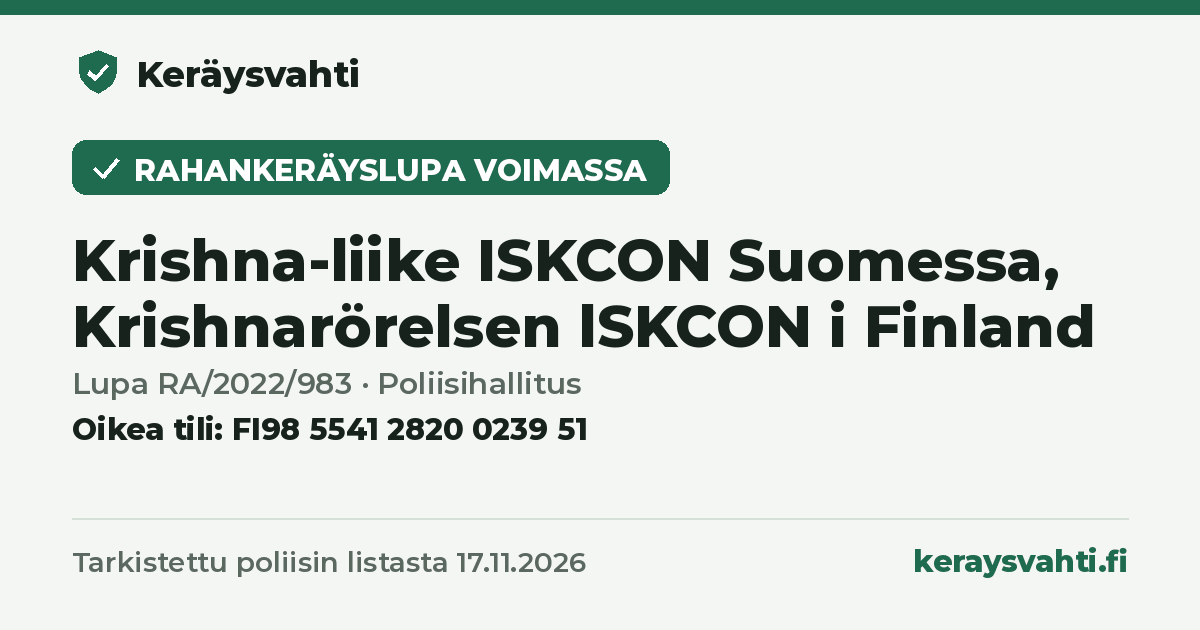 Keräysvahti
RAHANKERÄYSLUPA VOIMASSA
Krishna-liike ISKCON Suomessa,
Krishnarörelsen lSKCON i Finland
Lupa RA/2022/983 · Poliisihallitus
Oikea tili: FI98 5541 2820 0239 51
Tarkistettu poliisin listasta 17.11.2026
keraysvahti.fi